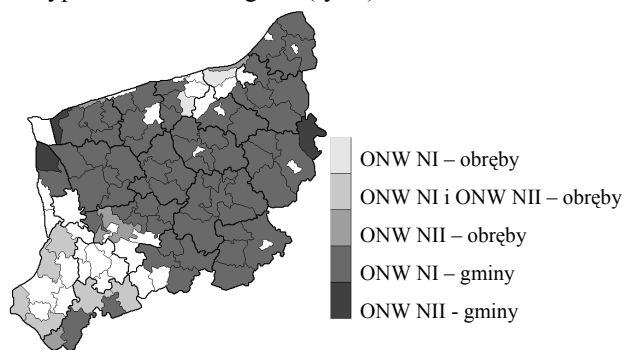 ONW NI – obręby
ONW NI i ONW NII – obręby
ONW NII – obręby
ONW NI – gminy
ONW NII - gminy